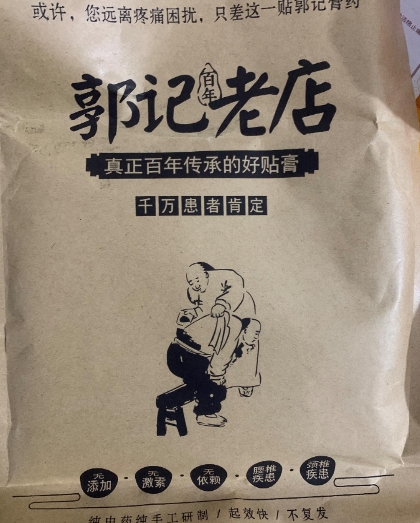 或许，您远离疼痛困扰，只差这一贴郭记膏药
郭记百年老店
真正百年传承的好贴膏
千万患者肯定
无添加·无激素·无依赖·腰椎疾患·颈椎疾患
纯中药纯手工研制/起效快/不复发